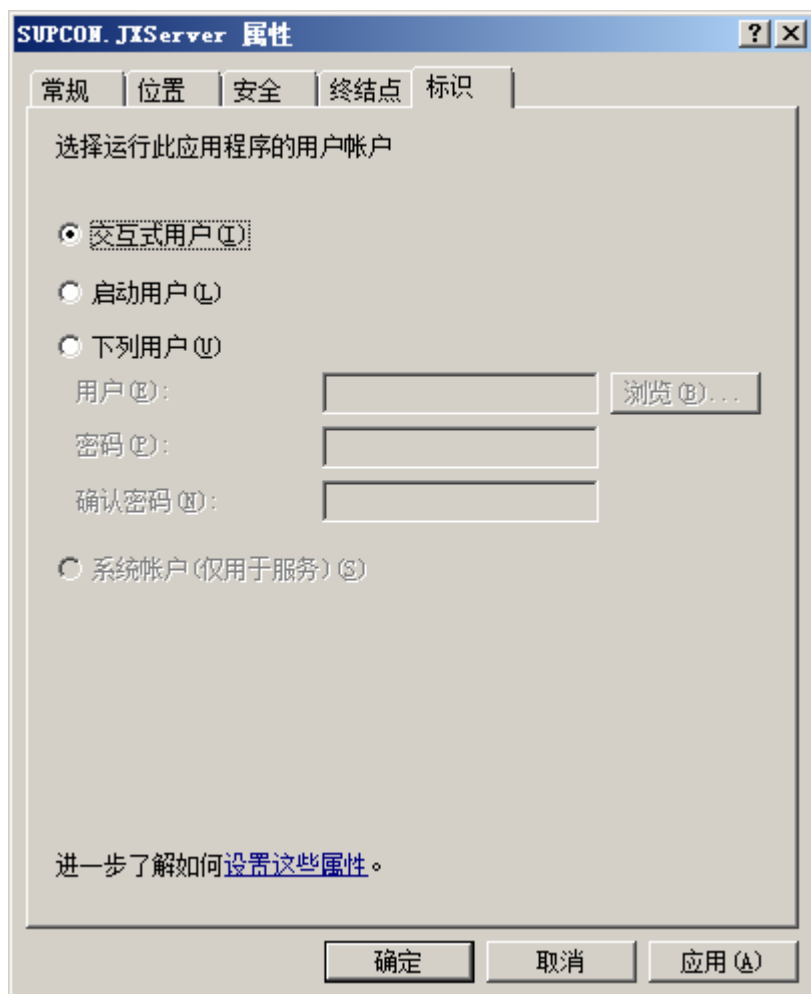 SUPCON.JXServer 属性
常规 位置 安全 终结点 标识
选择运行此应用程序的用户帐户
交互式用户(I)
启动用户(L)
下列用户(U)
用户(E): 浏览(B)...
密码(P):
确认密码(N):
系统帐户(仅用于服务)(S)
进一步了解如何设置这些属性。
确定 取消 应用(A)